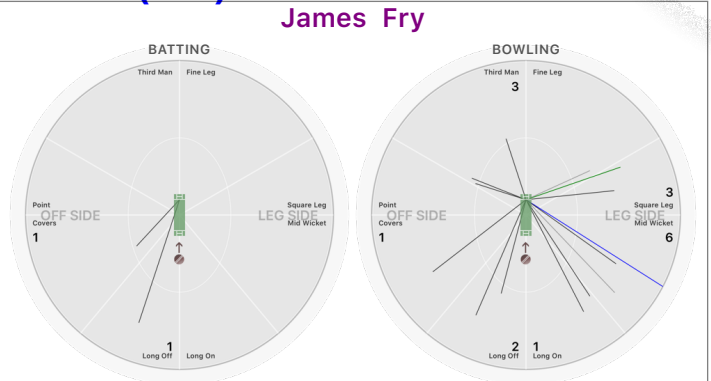 James Fry
BATTING
Third Man
Fine Leg
Point
OFF SIDE
Covers
1
Square Leg
LEG SIDE
Mid Wicket
1
Long Off
Long On
BOWLING
Third Man
Fine Leg
3
Point
OFF SIDE
Covers
1
3
Square Leg
LEG SIDE
Mid Wicket
6
2
1
Long Off
Long On